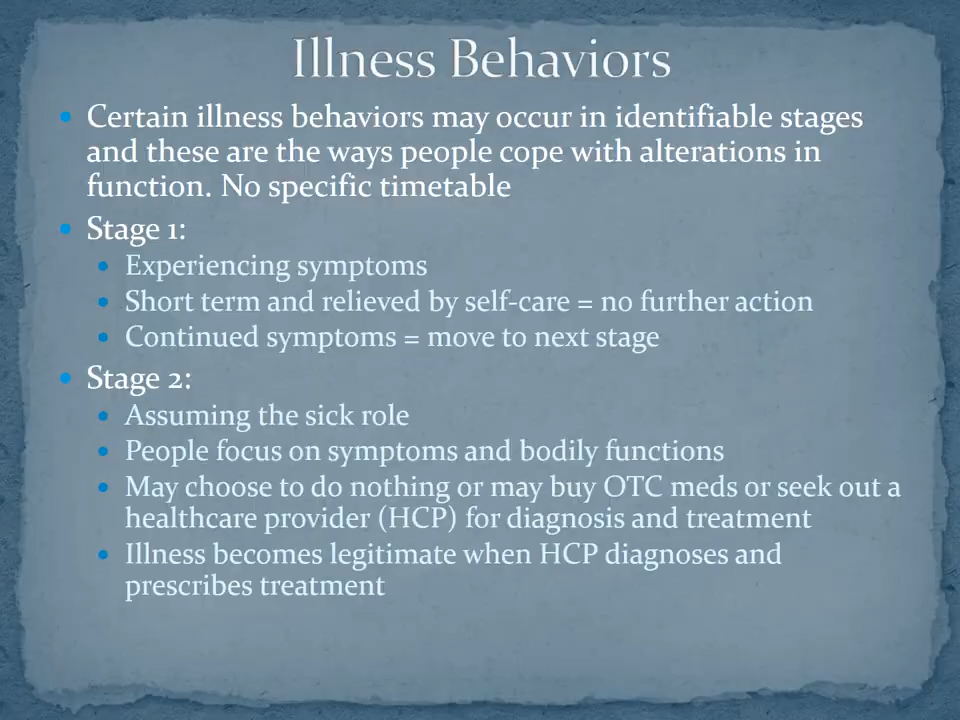 Illness Behaviors
• Certain illness behaviors may occur in identifiable stages
and these are the ways people cope with alterations in
function. No specific timetable
• Stage 1:
• Experiencing symptoms
• Short term and relieved by self-care = no further action
• Continued symptoms = move to next stage
• Stage 2:
• Assuming the sick role
• People focus on symptoms and bodily functions
• May choose to do nothing or may buy OTC meds or seek out a
healthcare provider (HCP) for diagnosis and treatment
• Illness becomes legitimate when HCP diagnoses and
prescribes treatment